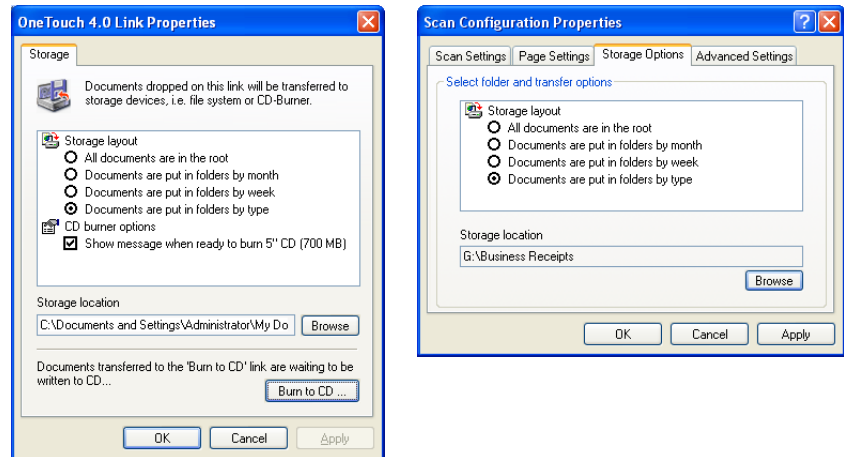 OneTouch 4.0 Link Properties
Storage
Documents dropped on this link will be transferred to
storage devices, i.e. file system or CD-Burner.
Storage layout
All documents are in the root
Documents are put in folders by month
Documents are put in folders by week
Documents are put in folders by type
CD burner options
Show message when ready to burn 5" CD (700 MB)
Storage location
C:\Documents and Settings\Administrator\My Do
Browse
Documents transferred to the 'Burn to CD' link are waiting to be
written to CD...
Burn to CD ...
OK Cancel Apply
Scan Configuration Properties
Scan Settings Page Settings Storage Options Advanced Settings
Select folder and transfer options
Storage layout
All documents are in the root
Documents are put in folders by month
Documents are put in folders by week
Documents are put in folders by type
Storage location
G:\Business Receipts
Browse
OK Cancel Apply